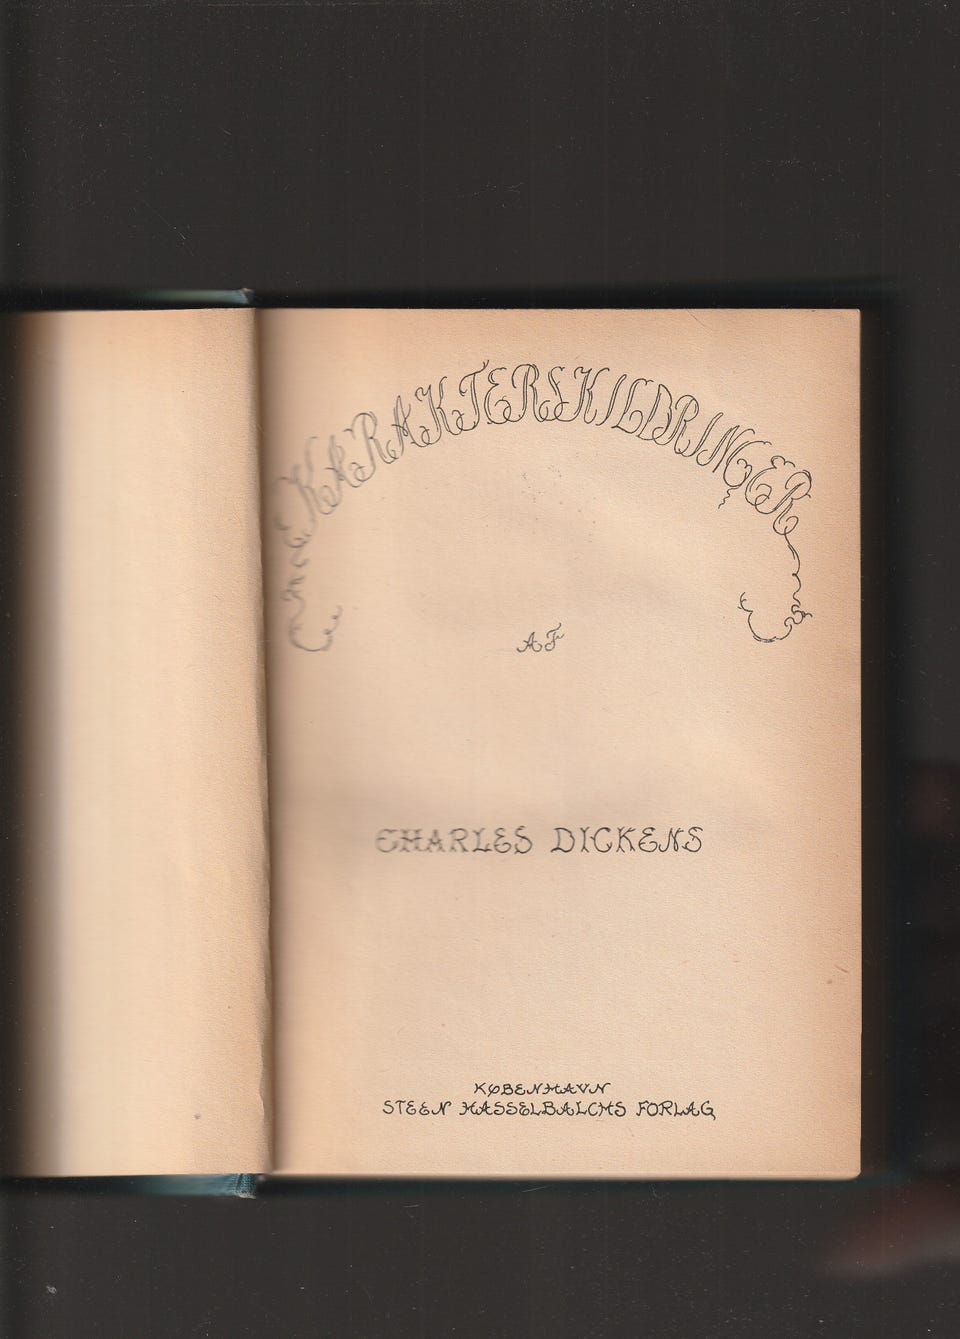 KARAKTERSKILDRINGER
AF
CHARLES DICKENS
KØBENHAVN
STEEN HASSELBALCHS FORLAG